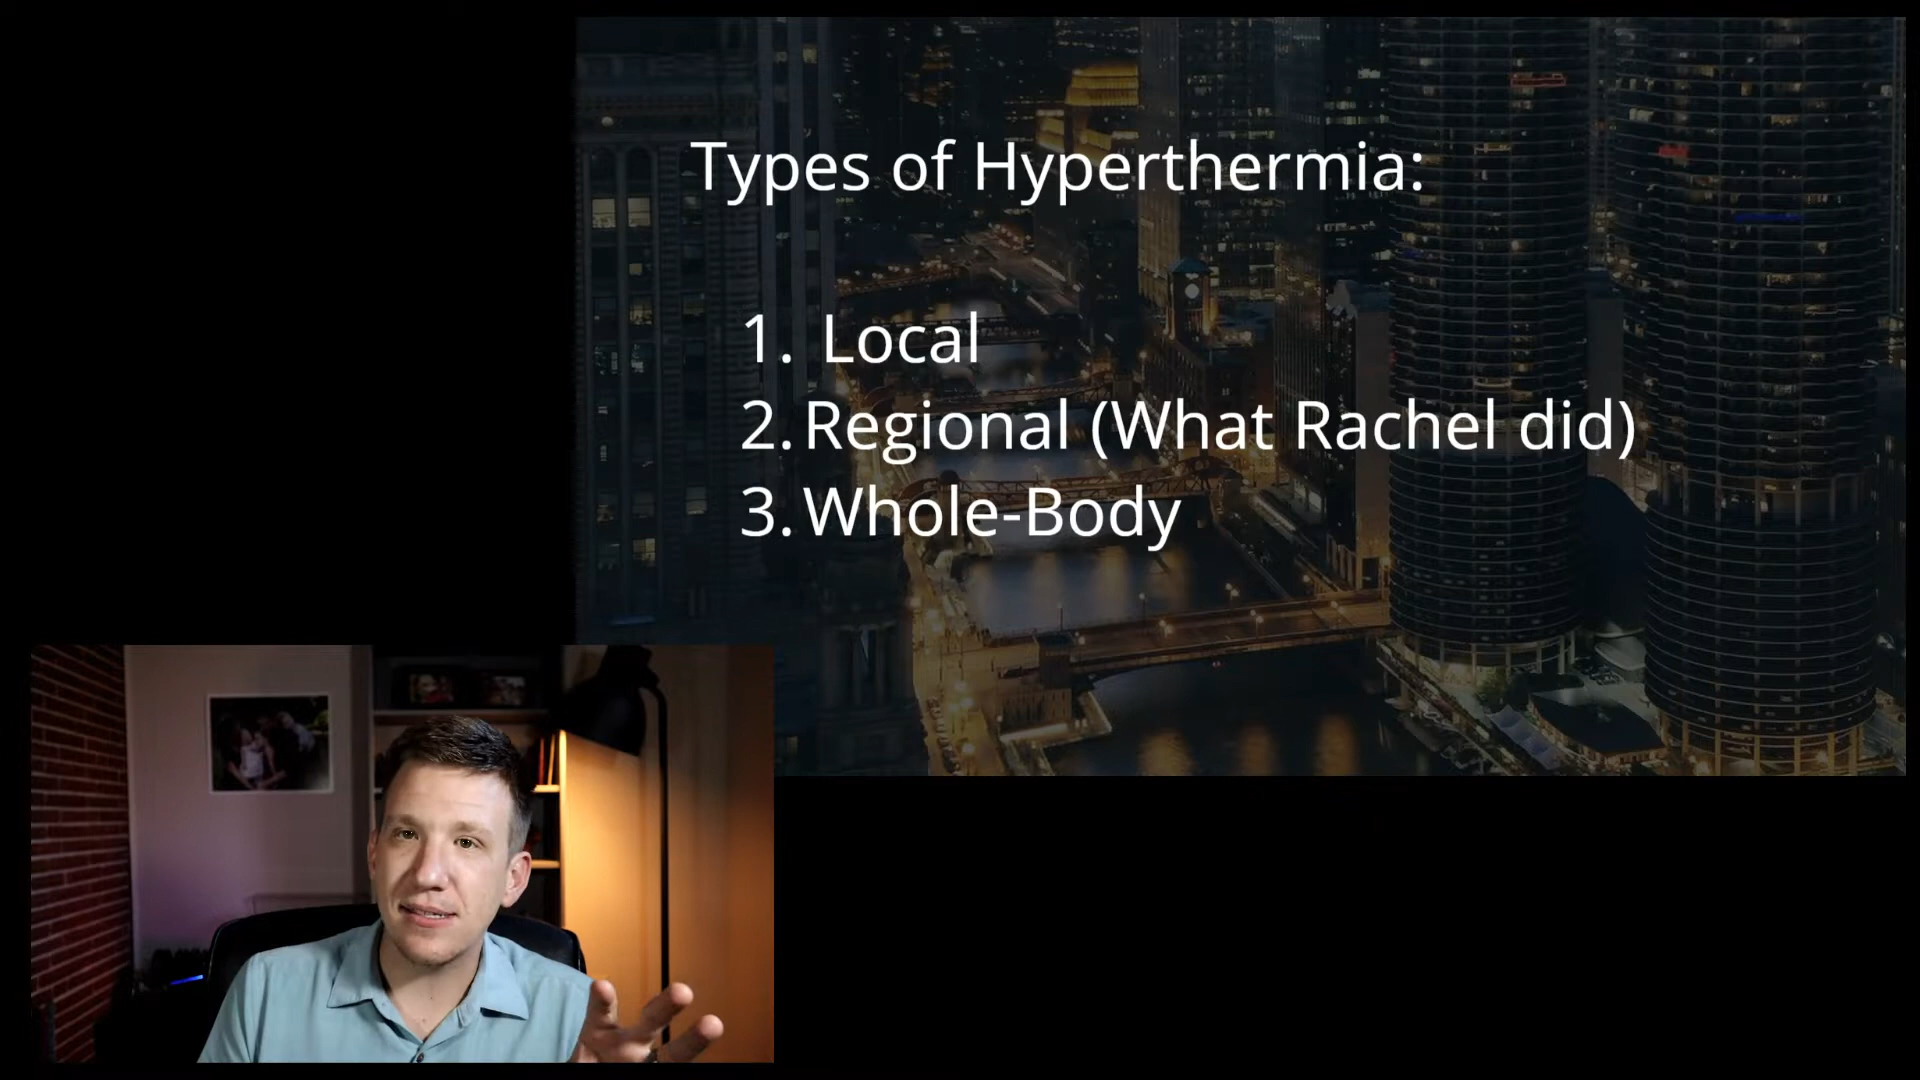 Types of Hyperthermia:
1. Local
2. Regional (What Rachel did)
3. Whole-Body